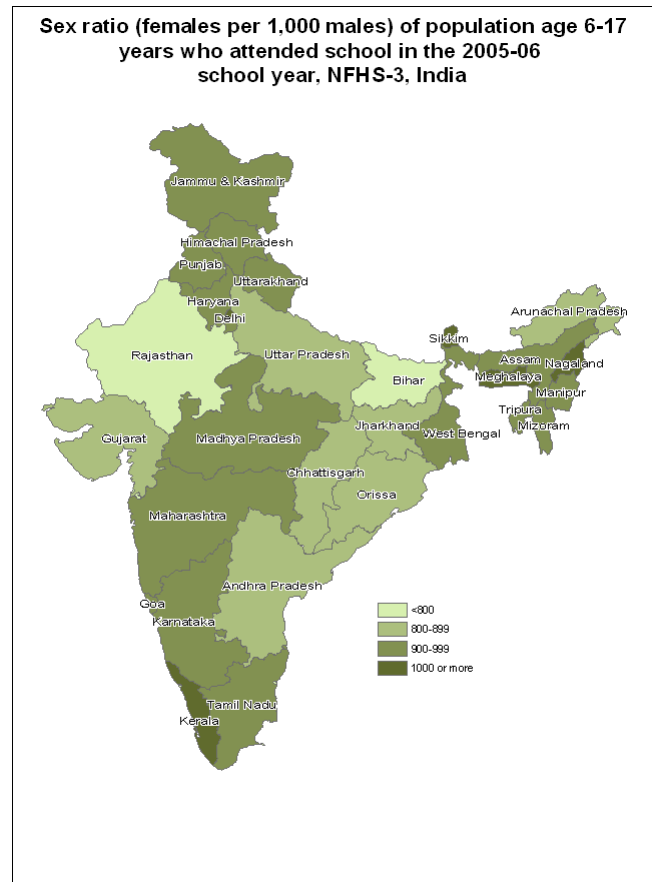 Sex ratio (females per 1,000 males) of population age 6-17
years who attended school in the 2005-06
school year, NFHS-3, India
Jammu & Kashmir
Himachal Pradesh
Punjab
Uttarakhand
Haryana
Delhi
Arunachal Pradesh
Sikkim
Rajasthan
Uttar Pradesh
Assam
Nagaland
Bihar
Meghalaya
Manipur
Tripura
Jharkhand
Mizoram
Gujarat
Madhya Pradesh
West Bengal
Chhattisgarh
Orissa
Maharashtra
Andhra Pradesh
Goa
Karnataka
<800
800-899
900-999
1000 or more
Tamil Nadu
Kerala